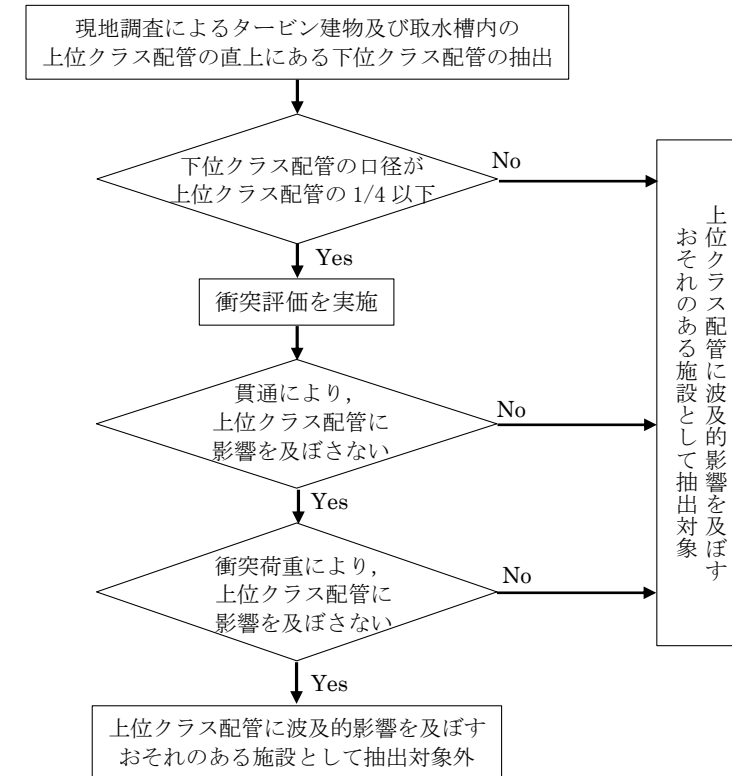 現地調査によるタービン建物及び取水槽内の
上位クラス配管の直上にある下位クラス配管の抽出
下位クラス配管の口径が
上位クラス配管の 1/4 以下
No
Yes
衝突評価を実施
貫通により，
上位クラス配管に
影響を及ぼさない
No
Yes
衝突荷重により，
上位クラス配管に
影響を及ぼさない
No
Yes
上位クラス配管に波及的影響を及ぼす
おそれのある施設として抽出対象外
上位クラス配管に波及的影響を及ぼす
おそれのある施設として抽出対象